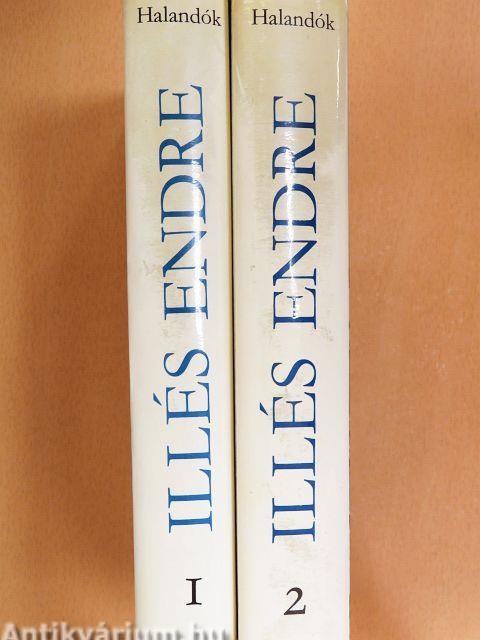 Halandók
ILLÉS ENDRE
I
Halandók
ILLÉS ENDRE
2
Antikvárium.hu